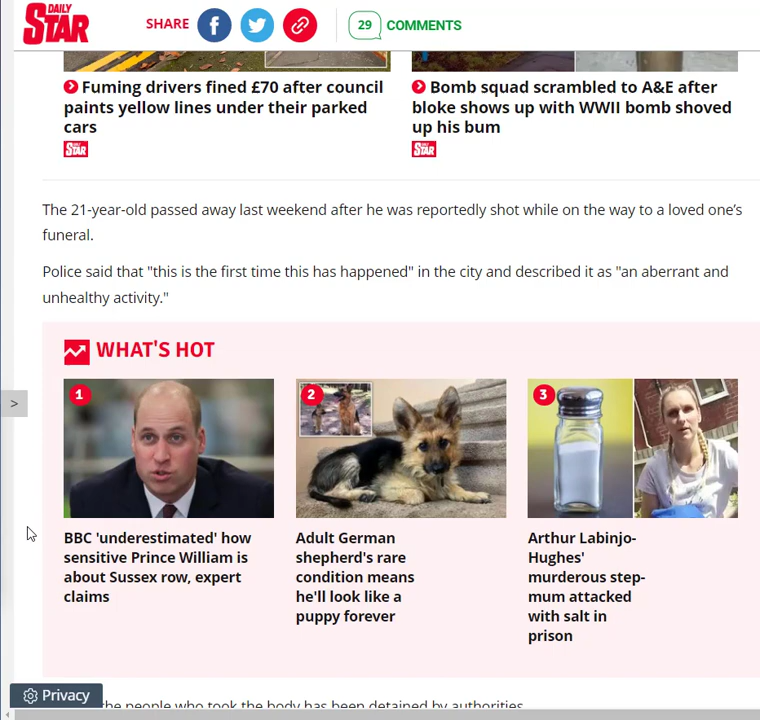 DAILY
STAR
SHARE
29 COMMENTS
Fuming drivers fined £70 after council
paints yellow lines under their parked
cars
STAR
Bomb squad scrambled to A&E after
bloke shows up with WWII bomb shoved
up his bum
STAR
The 21-year-old passed away last weekend after he was reportedly shot while on the way to a loved one’s
funeral.
Police said that "this is the first time this has happened" in the city and described it as "an aberrant and
unhealthy activity."
WHAT'S HOT
1
BBC 'underestimated' how
sensitive Prince William is
about Sussex row, expert
claims
2
Adult German
shepherd's rare
condition means
he'll look like a
puppy forever
3
Arthur Labinjo-
Hughes'
murderous step-
mum attacked
with salt in
prison
>
Privacy
the people who took the body has been detained by authorities